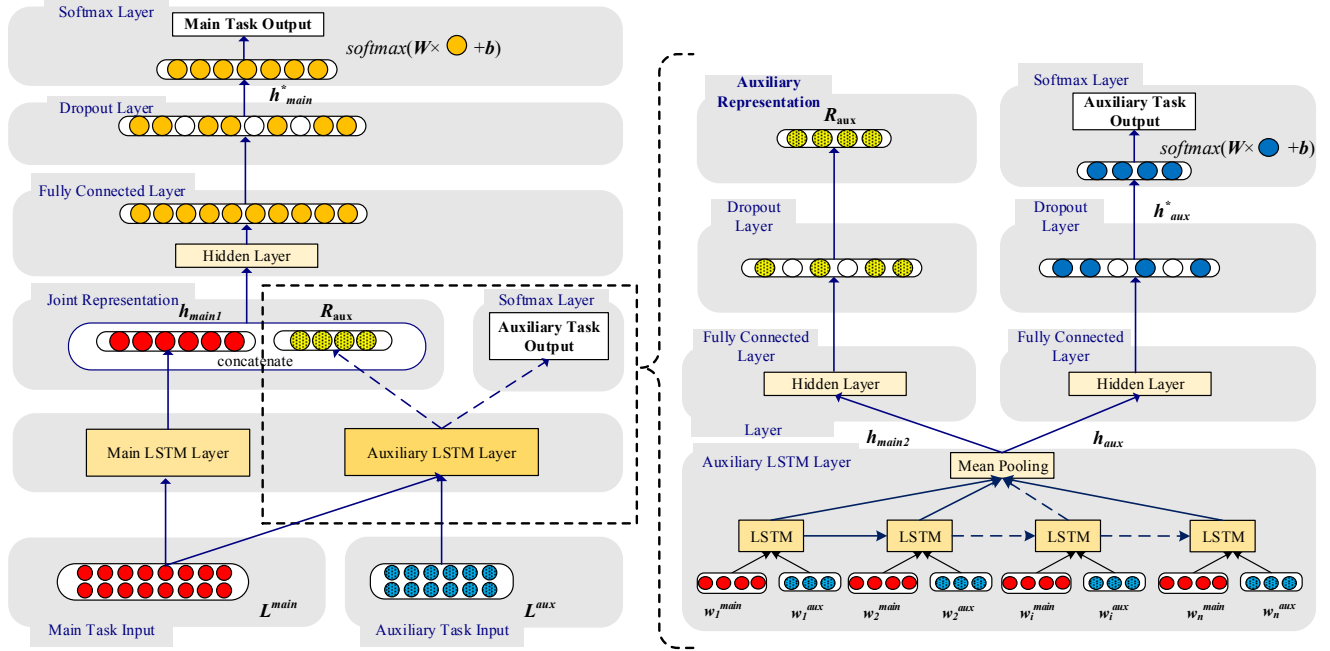 Softmax Layer
Main Task Output
softmax(W× +b)
h*main
Dropout Layer
Fully Connected Layer
Hidden Layer
Joint Representation
hmain1
Raux
concatenate
Softmax Layer
Auxiliary Task
Output
Main LSTM Layer
Auxiliary LSTM Layer
Lmain
Main Task Input
Laux
Auxiliary Task Input
Auxiliary
Representation
Raux
Softmax Layer
Auxiliary Task
Output
softmax(W× +b)
Dropout
Layer
h*aux
Dropout
Layer
Fully Connected
Layer
Hidden Layer
Fully Connected
Layer
Hidden Layer
Layer
hmain2
haux
Auxiliary LSTM Layer
Mean Pooling
LSTM
LSTM
LSTM
LSTM
w1main
w1aux
w2main
w2aux
wimain
wiaux
wnmain
wnaux